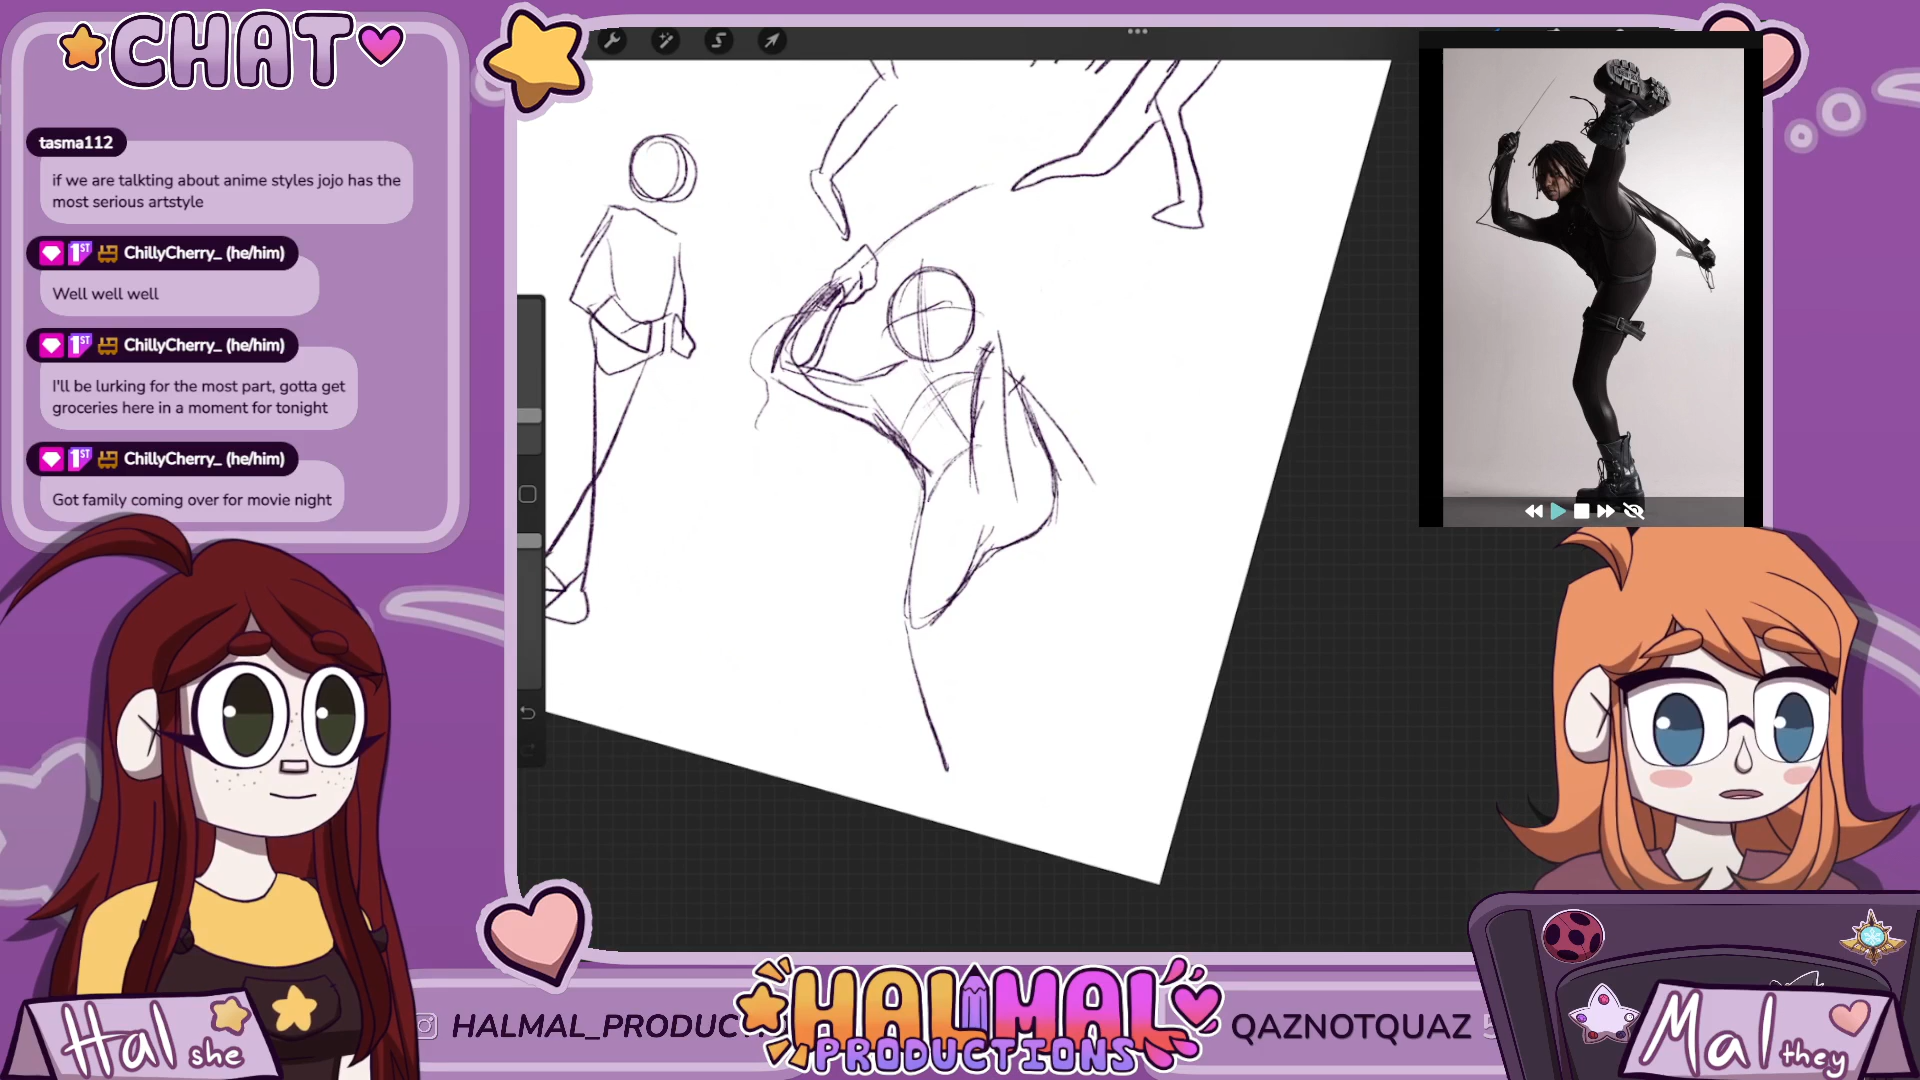 CHAT
tasma112
if we are talkting about anime styles jojo has the
most serious artstyle
1ST ChillyCherry_ (he/him)
Well well well
1ST ChillyCherry_ (he/him)
I'll be lurking for the most part, gotta get
groceries here in a moment for tonight
1ST ChillyCherry_ (he/him)
Got family coming over for movie night
Hal she
HALMAL_PRODUC
HALMAL
PRODUCTIONS
QAZNOTQUAZ
Mal they